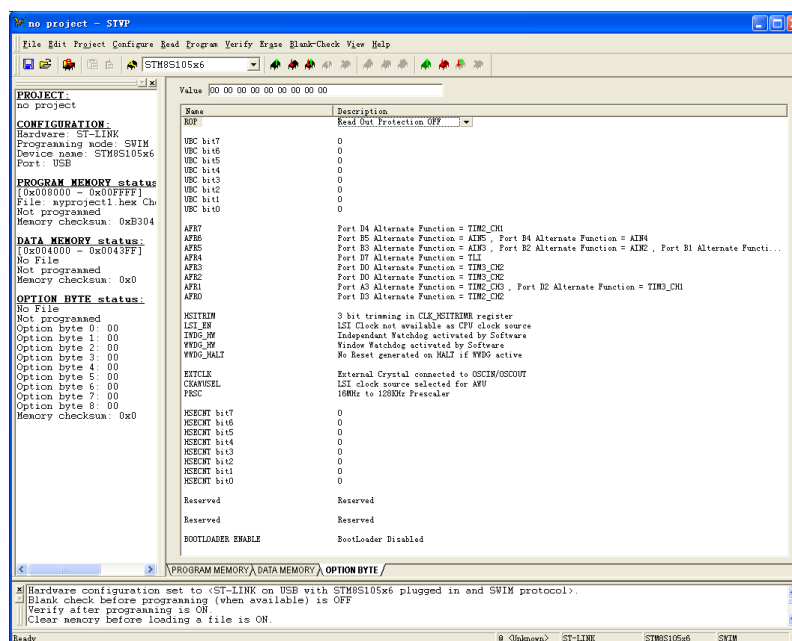 no project - STVP
File Edit Project Configure Read Program Verify Erase Blank-Check View Help
STM8S105x6
PROJECT:
no project
CONFIGURATION:
Hardware: ST-LINK
Programming mode: SWIM
Device name: STM8S105x6
Port: USB
PROGRAM MEMORY status
[0x008000 - 0x00FFFF]
File: myproject1.hex Ch
Not programmed
Memory checksum: 0xB304
DATA MEMORY status:
[0x004000 - 0x0043FF]
No File
Not programmed
Memory checksum: 0x0
OPTION BYTE status:
No File
Not programmed
Option byte 0: 00
Option byte 1: 00
Option byte 2: 00
Option byte 3: 00
Option byte 4: 00
Option byte 5: 00
Option byte 6: 00
Option byte 7: 00
Option byte 8: 00
Memory checksum: 0x0
Value 00 00 00 00 00 00 00 00 00
Name Description
ROP Read Out Protection OFF
UBC bit7 0
UBC bit6 0
UBC bit5 0
UBC bit4 0
UBC bit3 0
UBC bit2 0
UBC bit1 0
UBC bit0 0
AFR7 Port D4 Alternate Function = TIM2_CH1
AFR6 Port B5 Alternate Function = AIN5 , Port B4 Alternate Function = AIN4
AFR5 Port B3 Alternate Function = AIN3 , Port B2 Alternate Function = AIN2 , Port B1 Alternate Functi...
AFR4 Port D7 Alternate Function = TLI
AFR3 Port D0 Alternate Function = TIM3_CH2
AFR2 Port D0 Alternate Function = TIM3_CH2
AFR1 Port A3 Alternate Function = TIM2_CH3 , Port D2 Alternate Function = TIM3_CH1
AFR0 Port D3 Alternate Function = TIM2_CH2
HSITRIM 3 bit trimming in CLK_HSITRIMR register
LSI_EN LSI Clock not available as CPU clock source
IWDG_HW Independant Watchdog activated by Software
WWDG_HW Window Watchdog activated by Software
WWDG_HALT No Reset generated on HALT if WWDG active
EXTCLK External Crystal connected to OSCIN/OSCOUT
CKAWUSEL LSI clock source selected for AWU
PRSC 16MHz to 128KHz Prescaler
HSECNT bit7 0
HSECNT bit6 0
HSECNT bit5 0
HSECNT bit4 0
HSECNT bit3 0
HSECNT bit2 0
HSECNT bit1 0
HSECNT bit0 0
Reserved Reserved
Reserved Reserved
BOOTLOADER ENABLE BootLoader Disabled
PROGRAM MEMORY DATA MEMORY OPTION BYTE
Hardware configuration set to <ST-LINK on USB with STM8S105x6 plugged in and SWIM protocol>.
Blank check before programming (when available) is OFF
Verify after programming is ON.
Clear memory before loading a file is ON.
Ready @ <Unknown> ST-LINK STM8S105x6 SWIM